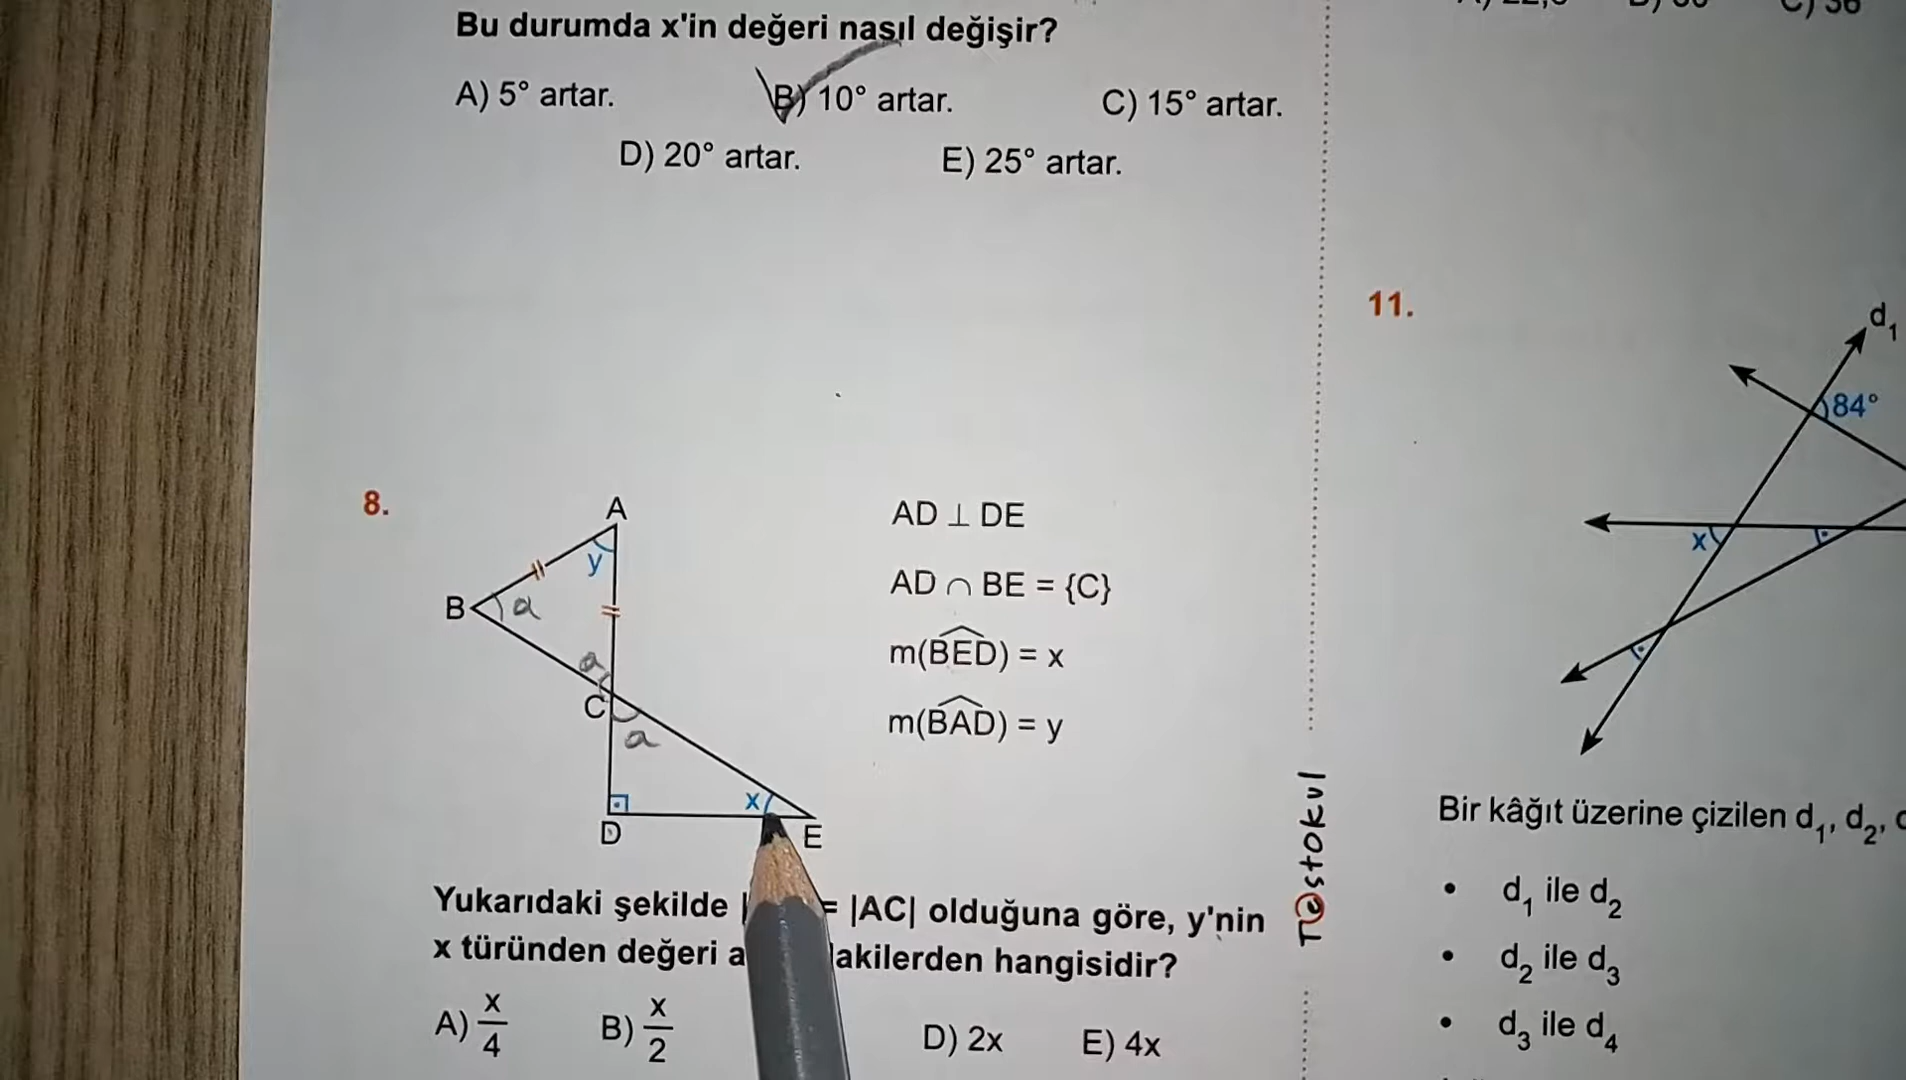 Bu durumda x'in değeri nasıl değişir?
A) 5° artar. B) 10° artar. C) 15° artar.
D) 20° artar. E) 25° artar.
8.
A
y
B
a
a
C
a
x
D
E
AD ⊥ DE
AD ∩ BE = {C}
m(BED) = x
m(BAD) = y
Yukarıdaki şekilde = |AC| olduğuna göre, y'nin
x türünden değeri hangisidir?
A) x/4 B) x/2 D) 2x E) 4x
Testokul
11.
d₁
84°
x
Bir kâğıt üzerine çizilen d₁, d₂,
• d₁ ile d₂
• d₂ ile d₃
• d₃ ile d₄